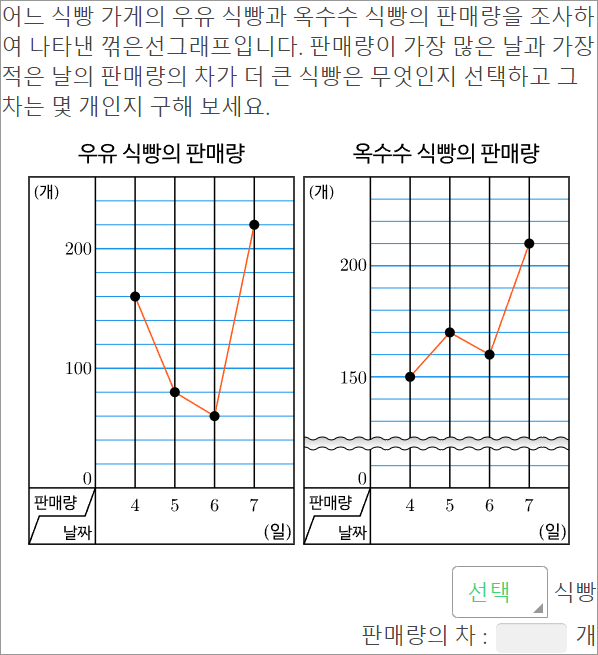 어느 식빵 가게의 우유 식빵과 옥수수 식빵의 판매량을 조사하
여 나타낸 꺾은선그래프입니다. 판매량이 가장 많은 날과 가장
적은 날의 판매량의 차가 더 큰 식빵은 무엇인지 선택하고 그
차는 몇 개인지 구해 보세요.
우유 식빵의 판매량
(개)
200
100
0
판매량
날짜
4 5 6 7
(일)
옥수수 식빵의 판매량
(개)
200
150
0
판매량
날짜
4 5 6 7
(일)
선택 식빵
판매량의 차 : 개